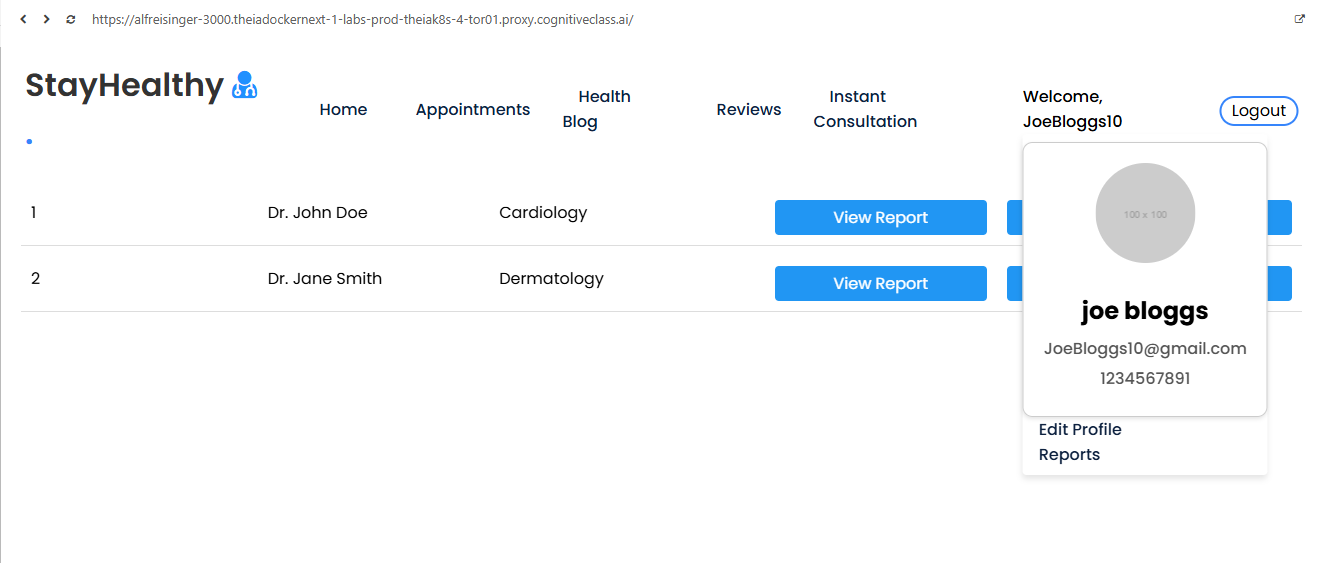 https://alfreisinger-3000.theiadockernext-1-labs-prod-theiak8s-4-tor01.proxy.cognitiveclass.ai/
StayHealthy
Home
Appointments
Health
Blog
Reviews
Instant
Consultation
Welcome,
JoeBloggs10
Logout
1 Dr. John Doe Cardiology View Report
2 Dr. Jane Smith Dermatology View Report
100 x 100
joe bloggs
JoeBloggs10@gmail.com
1234567891
Edit Profile
Reports